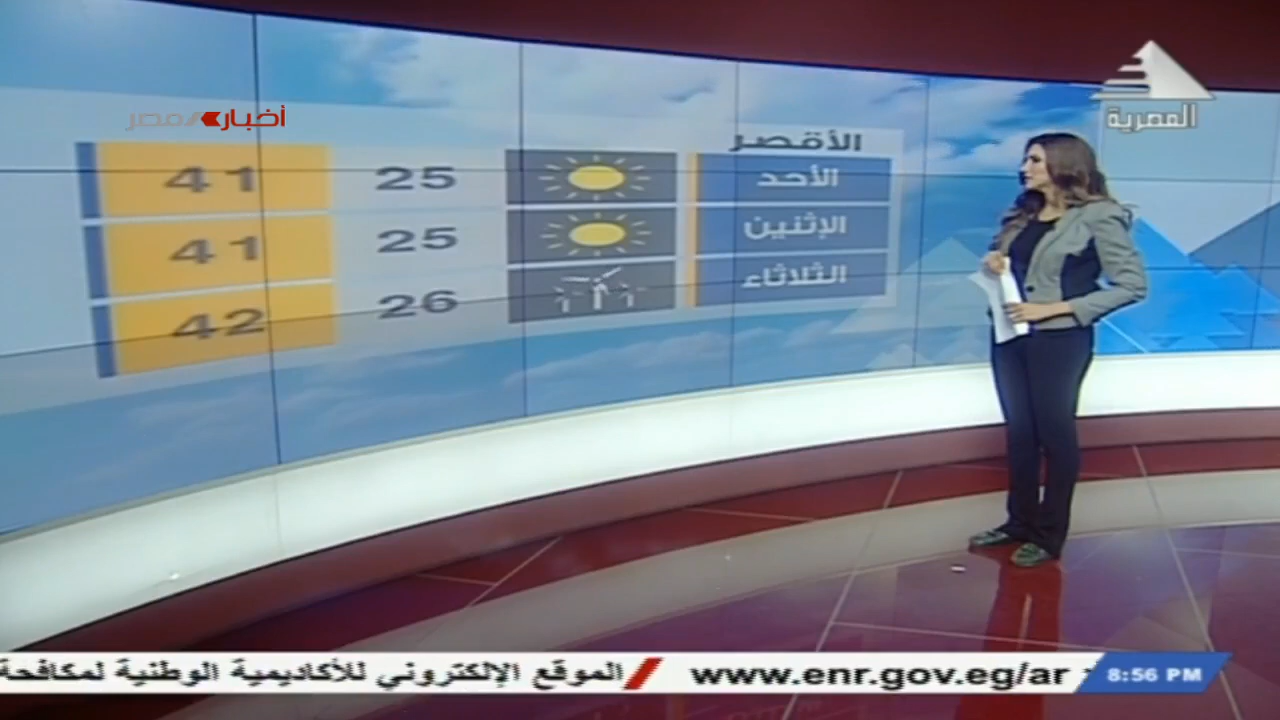 المصرية
أخبار مصر
الأقصر
الأحد 25 41
الإثنين 25 41
الثلاثاء 26 42
الموقع الإلكتروني للأكاديمية الوطنية لمكافحة
www.enr.gov.eg/ar
8:56 PM